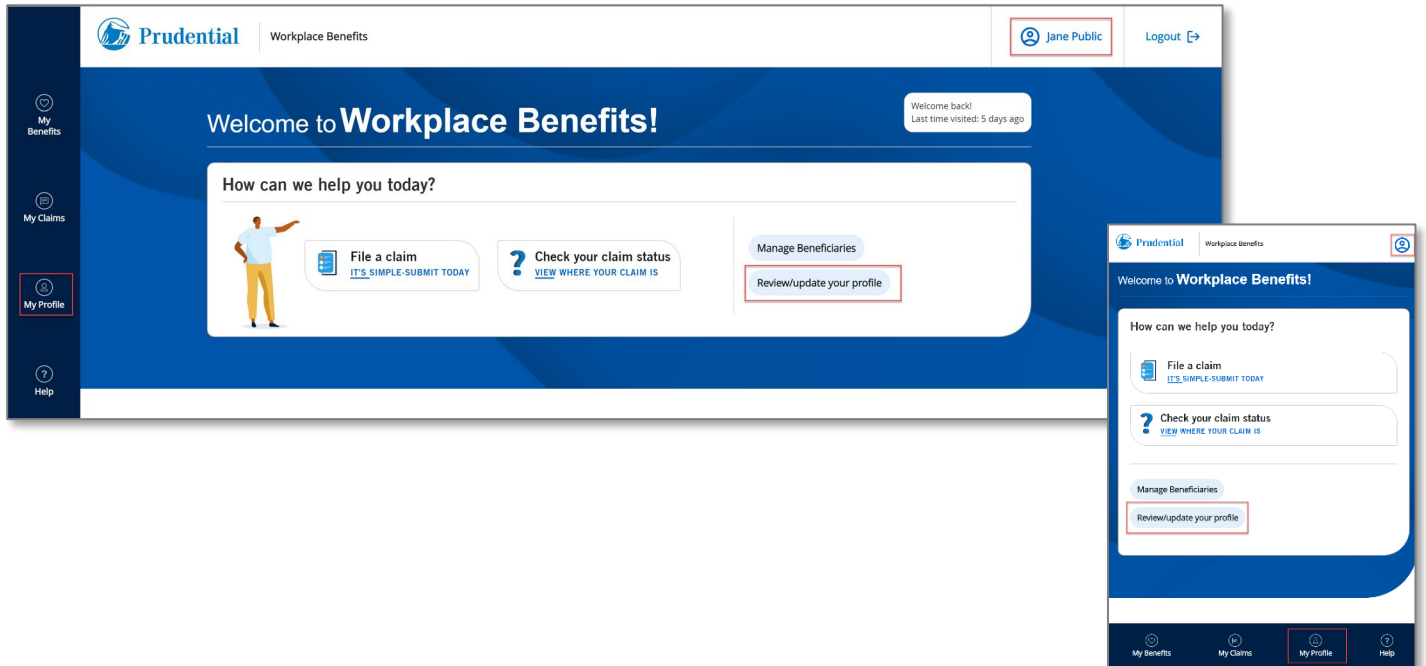 Prudential
Workplace Benefits
Jane Public
Logout
My
Benefits
My Claims
My Profile
Help
Welcome to Workplace Benefits!
Welcome back!
Last time visited: 5 days ago
How can we help you today?
File a claim
IT'S SIMPLE-SUBMIT TODAY
Check your claim status
VIEW WHERE YOUR CLAIM IS
Manage Beneficiaries
Review/update your profile
Prudential
Workplace Benefits
Welcome to Workplace Benefits!
How can we help you today?
File a claim
IT'S SIMPLE-SUBMIT TODAY
Check your claim status
VIEW WHERE YOUR CLAIM IS
Manage Beneficiaries
Review/update your profile
My Benefits
My Claims
My Profile
Help